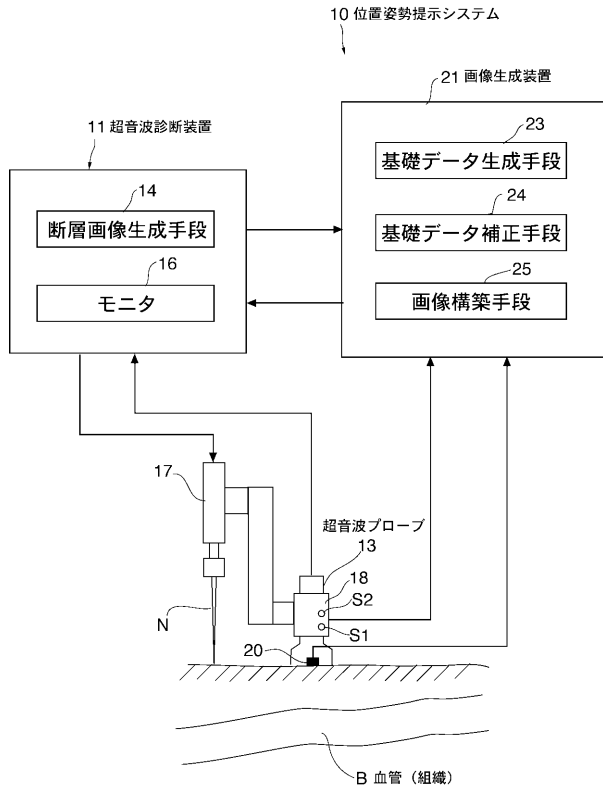 10 位置姿勢提示システム
21 画像生成装置
11 超音波診断装置
23
基礎データ生成手段
14
断層画像生成手段
24
基礎データ補正手段
16
モニタ
25
画像構築手段
17
超音波プローブ
13
18
S2
S1
N
20
B 血管（組織）